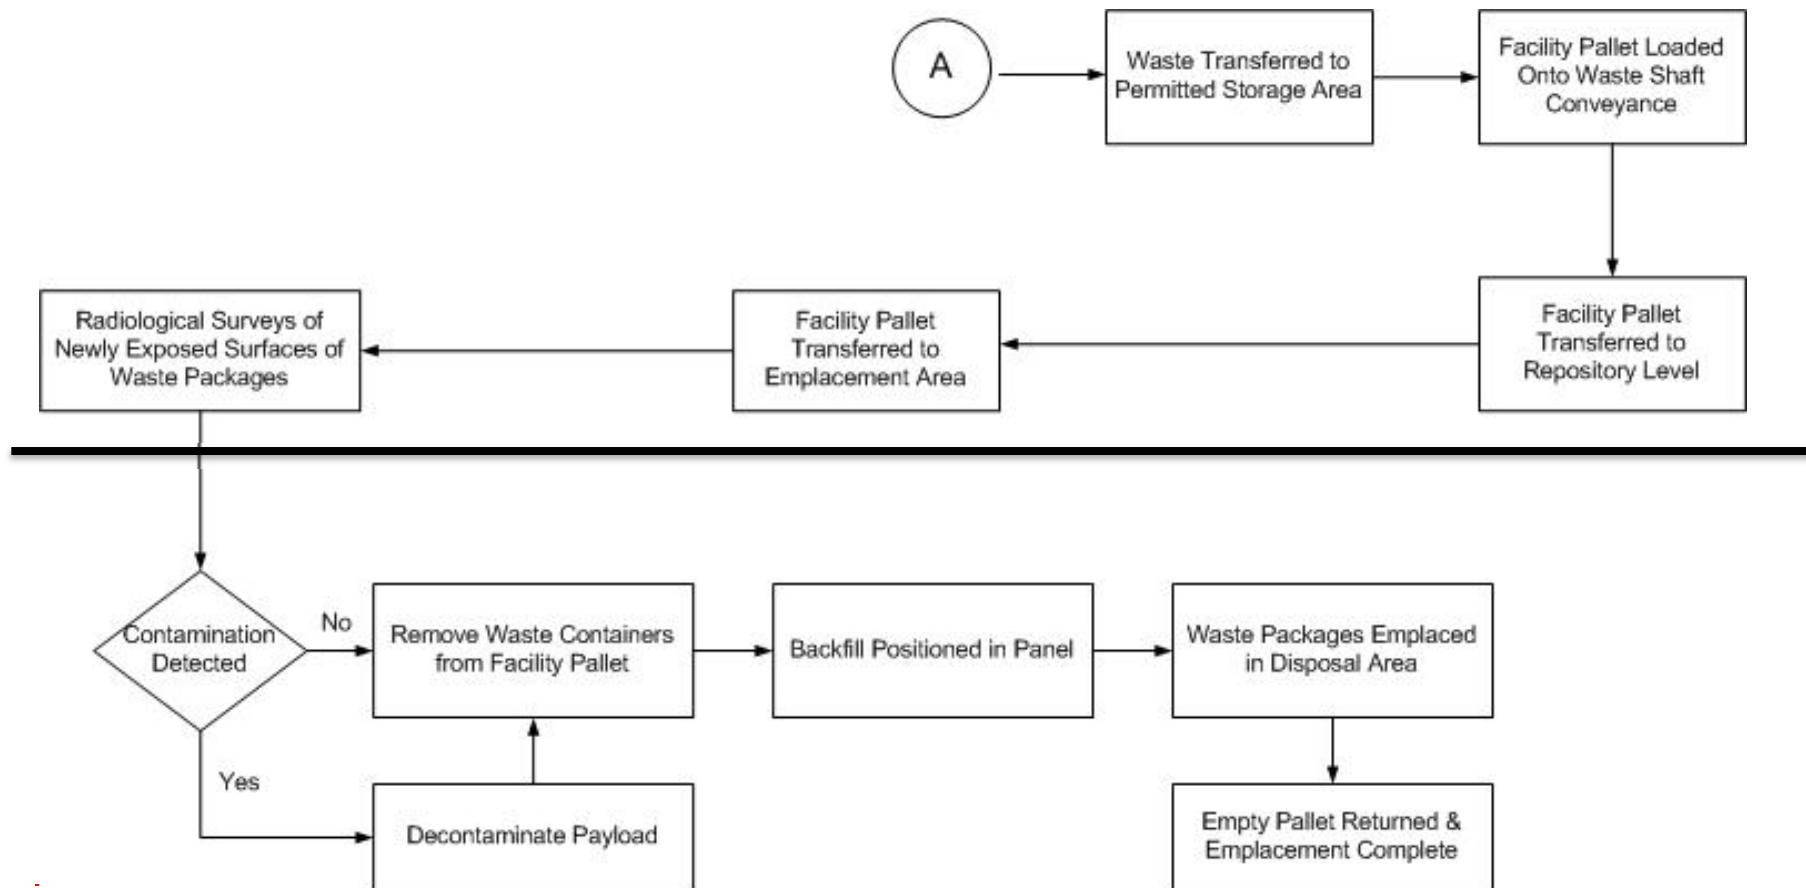 A
Waste Transferred to
Permitted Storage Area
Facility Pallet Loaded
Onto Waste Shaft
Conveyance
Facility Pallet
Transferred to
Repository Level
Facility Pallet
Transferred to
Emplacement Area
Radiological Surveys of
Newly Exposed Surfaces of
Waste Packages
Contamination
Detected
No
Yes
Decontaminate Payload
Remove Waste Containers
from Facility Pallet
Backfill Positioned in Panel
Waste Packages Emplaced
in Disposal Area
Empty Pallet Returned &
Emplacement Complete